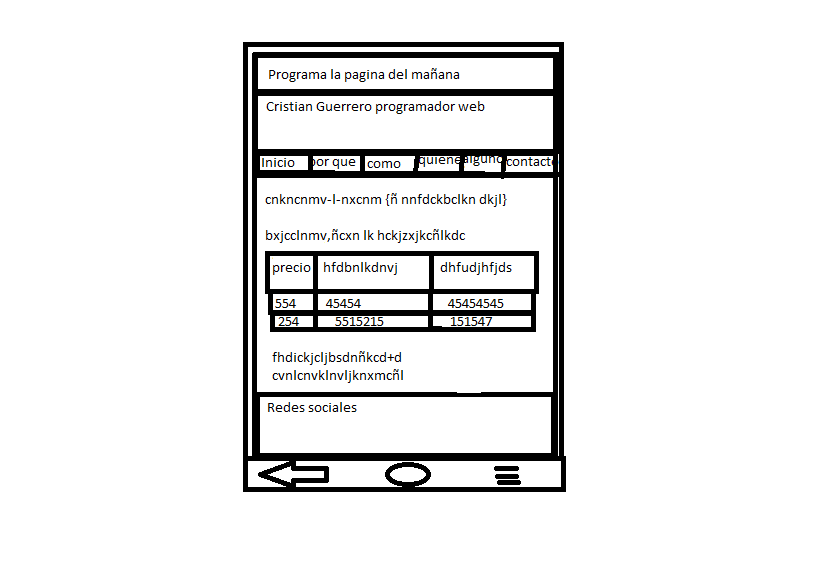 Programa la pagina del mañana
Cristian Guerrero programador web
Inicio por que como quiene alguno contacto
cnkncnmv-l-nxcnm {ñ nnfdckbclkn dkjl}
bxjcclnmv,ñcxn lk hckjzxjkcñlkdc
precio hfdbnlkdnvj dhfudjhfjds
554 45454 45454545
254 5515215 151547
fhdickjcljbsdnñkcd+d
cvnlcnvklnvljknxmcñl
Redes sociales